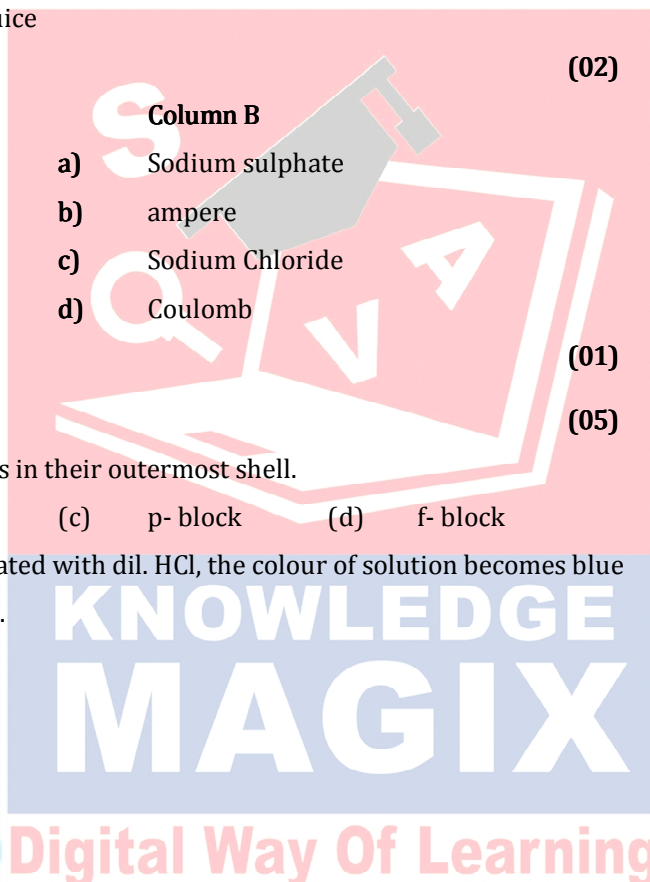 uice
(02)
Column B
a) Sodium sulphate
b) ampere
c) Sodium Chloride
d) Coulomb
(01)
(05)
s in their outermost shell.
(c) p- block (d) f- block
ated with dil. HCl, the colour of solution becomes blue
.
S
Q
A
V
KNOWLEDGE
MAGIX
Digital Way Of Learning